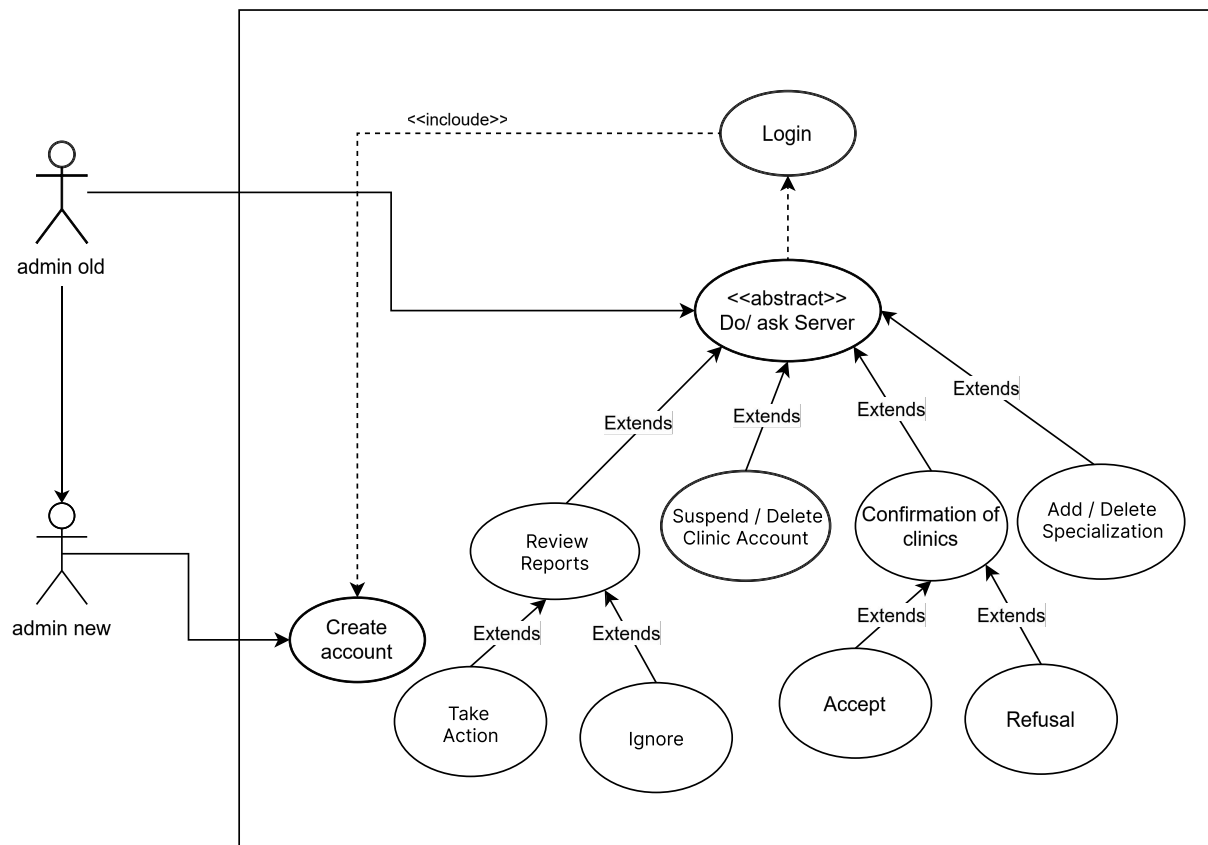 <<incloude>>
Login
admin old
<<abstract>>
Do/ ask Server
Extends
Extends
Extends
Extends
Review
Reports
Suspend / Delete
Clinic Account
Confirmation of
clinics
Add / Delete
Specialization
admin new
Create
account
Extends
Extends
Extends
Extends
Take
Action
Ignore
Accept
Refusal